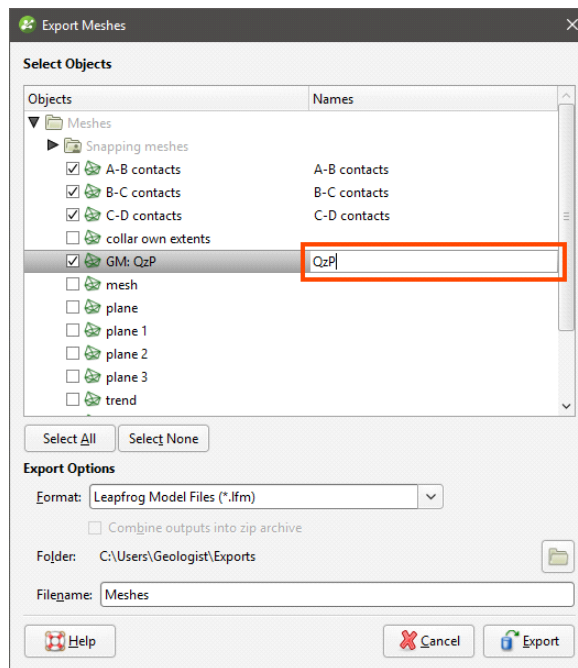 Export Meshes
Select Objects
Objects Names
Meshes
Snapping meshes
A-B contacts A-B contacts
B-C contacts B-C contacts
C-D contacts C-D contacts
collar own extents
GM: QzP QzP
mesh
plane
plane 1
plane 2
plane 3
trend
Select All Select None
Export Options
Format: Leapfrog Model Files (*.lfm)
Combine outputs into zip archive
Folder: C:\Users\Geologist\Exports
Filename: Meshes
Help Cancel Export